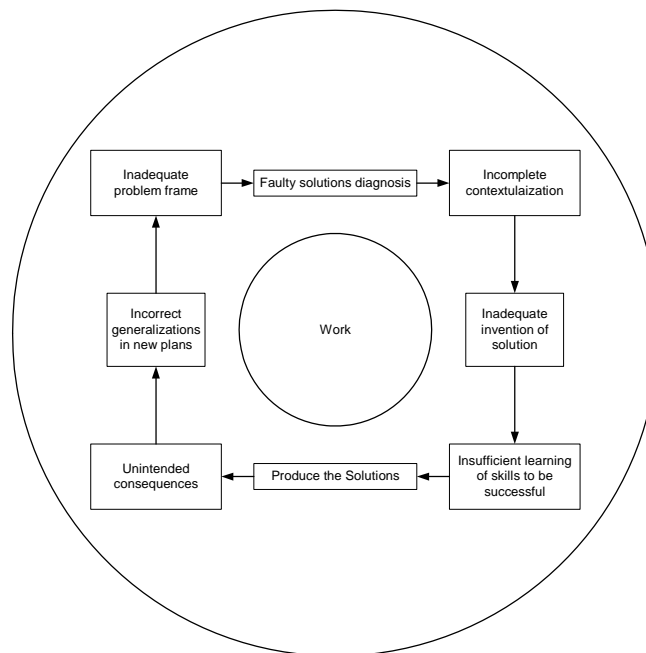 Inadequate
problem frame
Faulty solutions diagnosis
Incomplete
contextulaization
Incorrect
generalizations
in new plans
Work
Inadequate
invention of
solution
Unintended
consequences
Produce the Solutions
Insufficient learning
of skills to be
successful